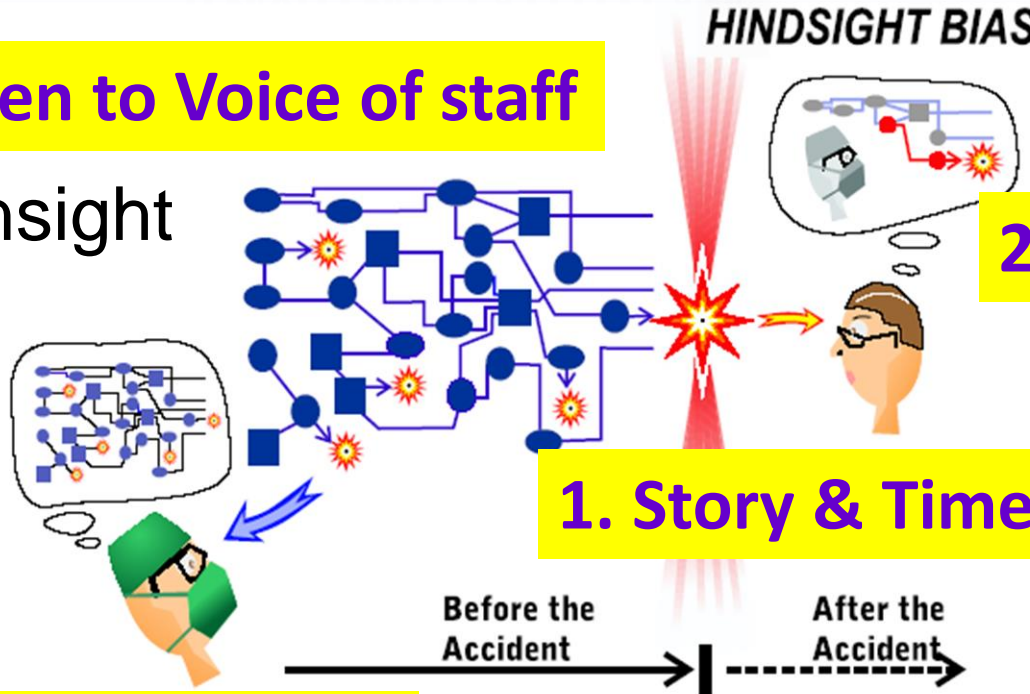 HINDSIGHT BIAS
en to Voice of staff
nsight
2
1. Story & Time
Before the
Accident
After the
Accident